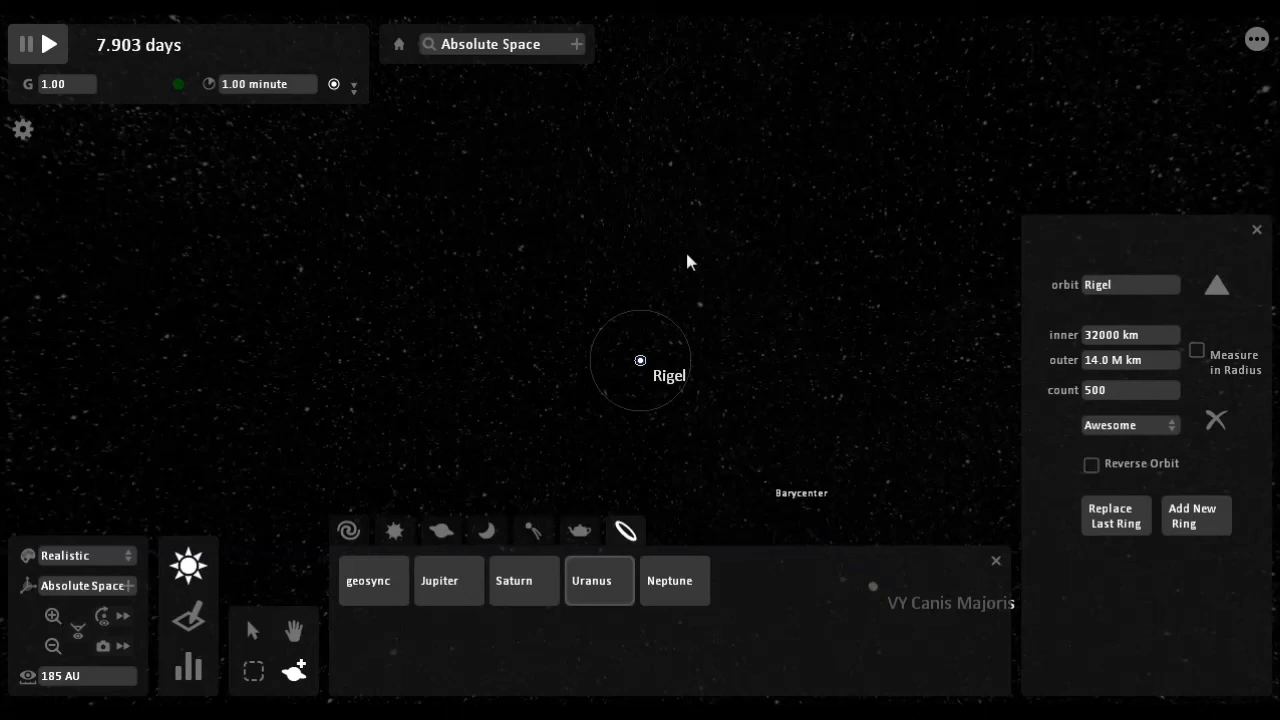 7.903 days
Absolute Space
G 1.00
1.00 minute
orbit Rigel
inner 32000 km
outer 14.0 M km
Measure
in Radius
count 500
Rigel
Awesome
Reverse Orbit
Barycenter
Replace
Last Ring
Add New
Ring
Realistic
Absolute Space
geosync
Jupiter
Saturn
Uranus
Neptune
VY Canis Majoris
185 AU